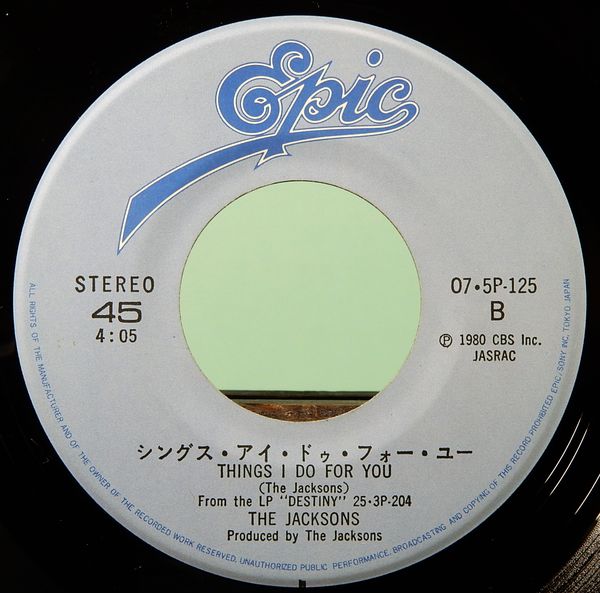 Epic
STEREO
45
4:05
07・5P-125
B
Ⓟ 1980 CBS Inc.
JASRAC
シングス・アイ・ドゥ・フォー・ユー
THINGS I DO FOR YOU
(The Jacksons)
From the LP "DESTINY" 25・3P-204
THE JACKSONS
Produced by The Jacksons
ALL RIGHTS OF THE MANUFACTURER AND OF THE OWNER OF THE RECORDED WORK RESERVED. UNAUTHORIZED PUBLIC PERFORMANCE, BROADCASTING AND COPYING OF THIS RECORD PROHIBITED EPIC/SONY INC. TOKYO JAPAN